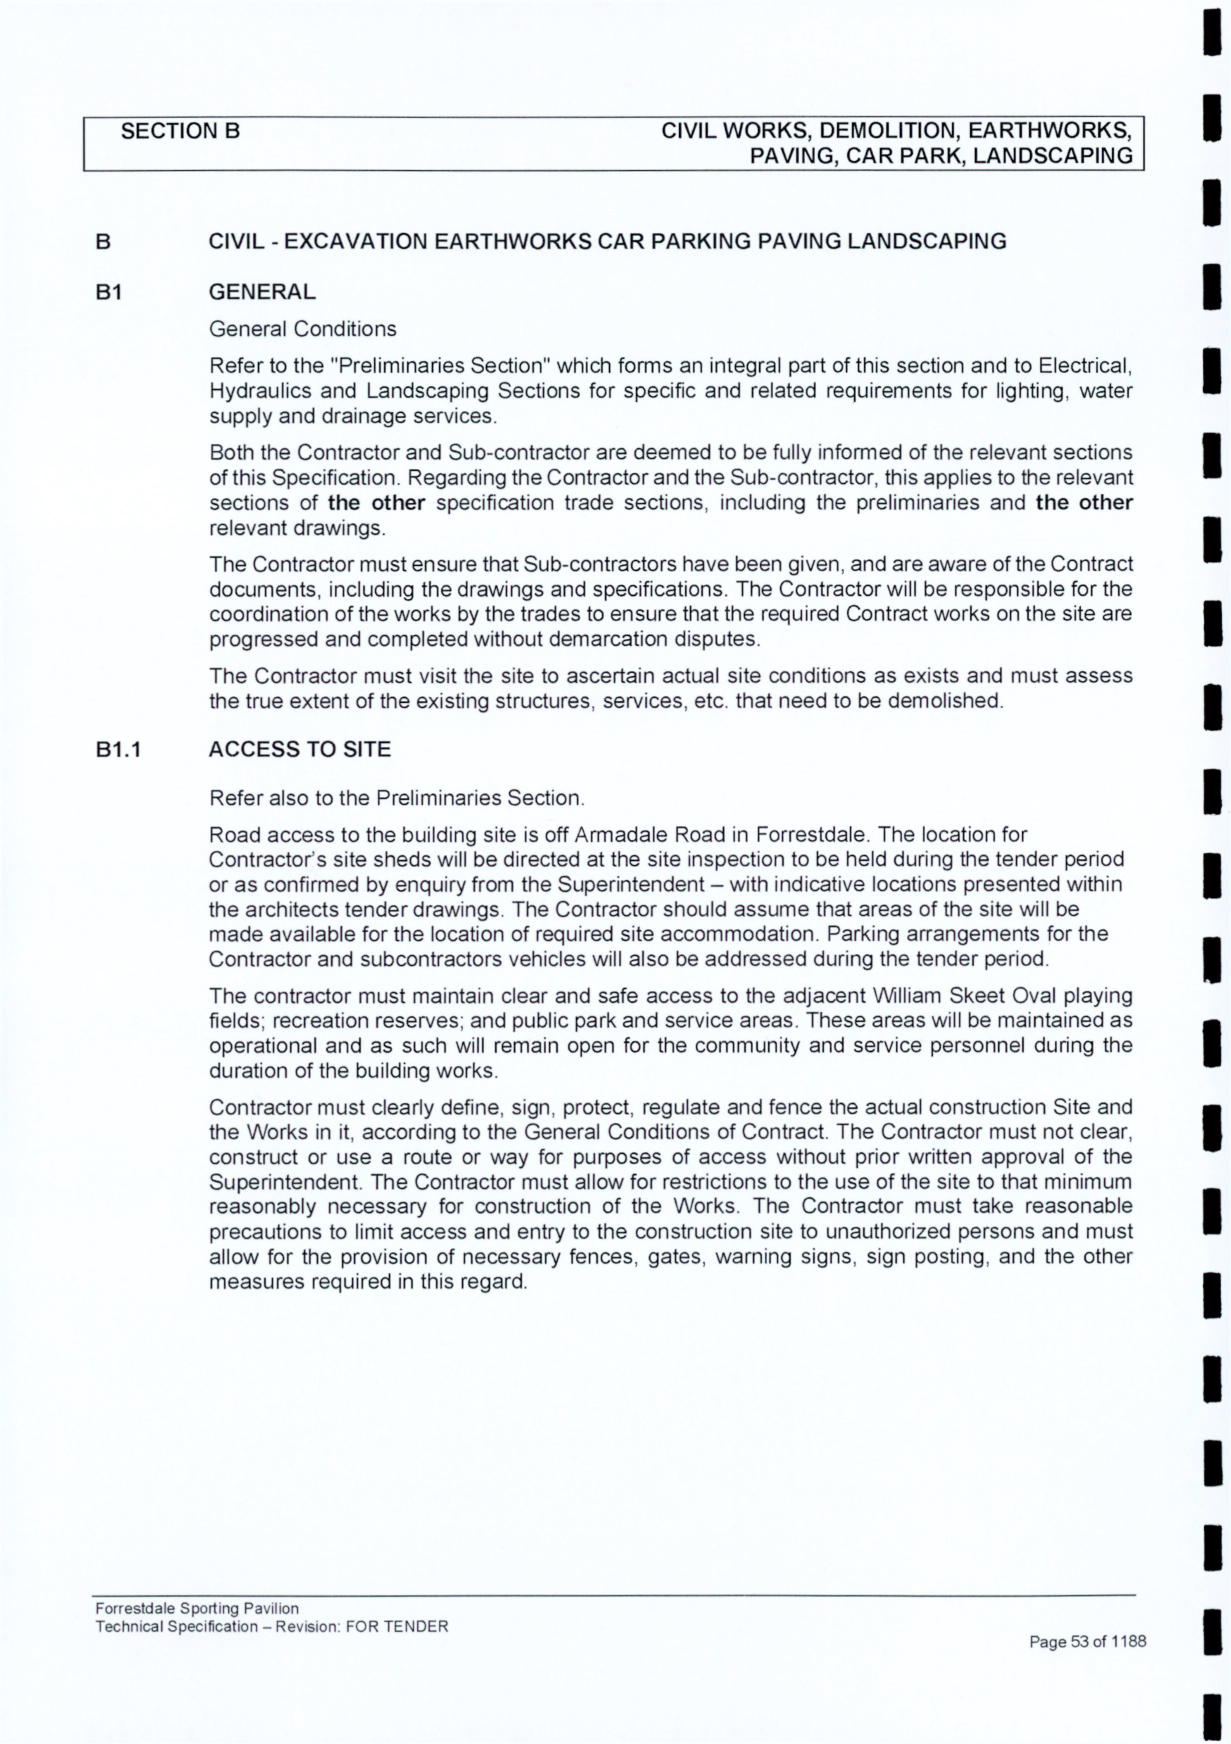 SECTION B CIVIL WORKS, DEMOLITION, EARTHWORKS,
PAVING, CAR PARK, LANDSCAPING
B CIVIL - EXCAVATION EARTHWORKS CAR PARKING PAVING LANDSCAPING
B1 GENERAL
General Conditions
Refer to the "Preliminaries Section" which forms an integral part of this section and to Electrical,
Hydraulics and Landscaping Sections for specific and related requirements for lighting, water
supply and drainage services.
Both the Contractor and Sub-contractor are deemed to be fully informed of the relevant sections
of this Specification. Regarding the Contractor and the Sub-contractor, this applies to the relevant
sections of the other specification trade sections, including the preliminaries and the other
relevant drawings.
The Contractor must ensure that Sub-contractors have been given, and are aware of the Contract
documents, including the drawings and specifications. The Contractor will be responsible for the
coordination of the works by the trades to ensure that the required Contract works on the site are
progressed and completed without demarcation disputes.
The Contractor must visit the site to ascertain actual site conditions as exists and must assess
the true extent of the existing structures, services, etc. that need to be demolished.
B1.1 ACCESS TO SITE
Refer also to the Preliminaries Section.
Road access to the building site is off Armadale Road in Forrestdale. The location for
Contractor's site sheds will be directed at the site inspection to be held during the tender period
or as confirmed by enquiry from the Superintendent – with indicative locations presented within
the architects tender drawings. The Contractor should assume that areas of the site will be
made available for the location of required site accommodation. Parking arrangements for the
Contractor and subcontractors vehicles will also be addressed during the tender period.
The contractor must maintain clear and safe access to the adjacent William Skeet Oval playing
fields; recreation reserves; and public park and service areas. These areas will be maintained as
operational and as such will remain open for the community and service personnel during the
duration of the building works.
Contractor must clearly define, sign, protect, regulate and fence the actual construction Site and
the Works in it, according to the General Conditions of Contract. The Contractor must not clear,
construct or use a route or way for purposes of access without prior written approval of the
Superintendent. The Contractor must allow for restrictions to the use of the site to that minimum
reasonably necessary for construction of the Works. The Contractor must take reasonable
precautions to limit access and entry to the construction site to unauthorized persons and must
allow for the provision of necessary fences, gates, warning signs, sign posting, and the other
measures required in this regard.
Forrestdale Sporting Pavilion
Technical Specification – Revision: FOR TENDER
Page 53 of 1188